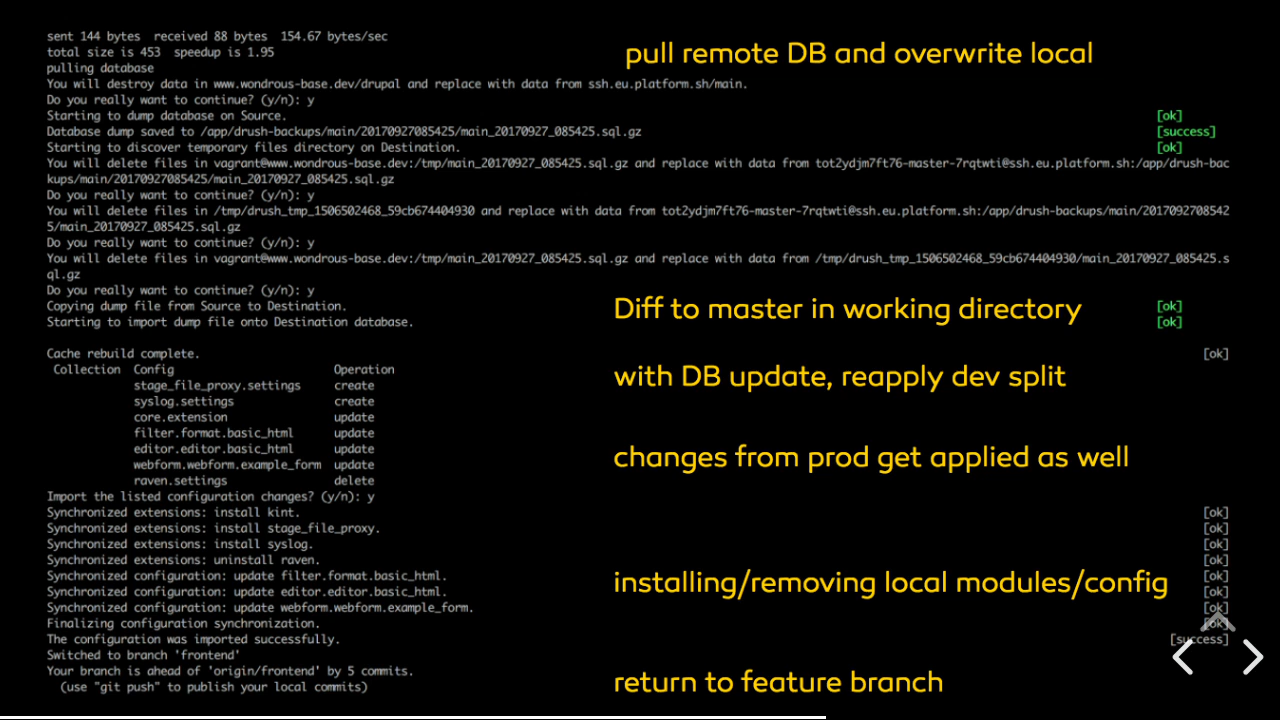 sent 144 bytes  received 88 bytes  154.67 bytes/sec
total size is 453  speedup is 1.95
pull remote DB and overwrite local
pulling database
You will destroy data in www.wondrous-base.dev/drupal and replace with data from ssh.eu.platform.sh/main.
Do you really want to continue? (y/n): y
Starting to dump database on Source. [ok]
Database dump saved to /app/drush-backups/main/20170927085425/main_20170927_085425.sql.gz [success]
Starting to discover temporary files directory on Destination. [ok]
You will delete files in vagrant@www.wondrous-base.dev:/tmp/main_20170927_085425.sql.gz and replace with data from tot2ydjm7ft76-master-7rqtwti@ssh.eu.platform.sh:/app/drush-bac
kups/main/20170927085425/main_20170927_085425.sql.gz
Do you really want to continue? (y/n): y
You will delete files in /tmp/drush_tmp_1506502468_59cb674404930 and replace with data from tot2ydjm7ft76-master-7rqtwti@ssh.eu.platform.sh:/app/drush-backups/main/2017092708542
5/main_20170927_085425.sql.gz
Do you really want to continue? (y/n): y
You will delete files in vagrant@www.wondrous-base.dev:/tmp/main_20170927_085425.sql.gz and replace with data from /tmp/drush_tmp_1506502468_59cb674404930/main_20170927_085425.s
ql.gz
Do you really want to continue? (y/n): y
Copying dump file from Source to Destination. [ok]
Diff to master in working directory
Starting to import dump file onto Destination database. [ok]
Cache rebuild complete. [ok]
Collection  Config  Operation
with DB update, reapply dev split
stage_file_proxy.settings  create
syslog.settings  create
core.extension  update
filter.format.basic_html  update
editor.editor.basic_html  update
changes from prod get applied as well
webform.webform.example_form  update
raven.settings  delete
Import the listed configuration changes? (y/n): y
Synchronized extensions: install kint. [ok]
Synchronized extensions: install stage_file_proxy. [ok]
Synchronized extensions: install syslog. [ok]
Synchronized extensions: uninstall raven. [ok]
Synchronized configuration: update filter.format.basic_html. [ok]
installing/removing local modules/config
Synchronized configuration: update editor.editor.basic_html. [ok]
Synchronized configuration: update webform.webform.example_form. [ok]
Finalizing configuration synchronization. [ok]
The configuration was imported successfully. [success]
Switched to branch 'frontend'
Your branch is ahead of 'origin/frontend' by 5 commits.
(use "git push" to publish your local commits)
return to feature branch